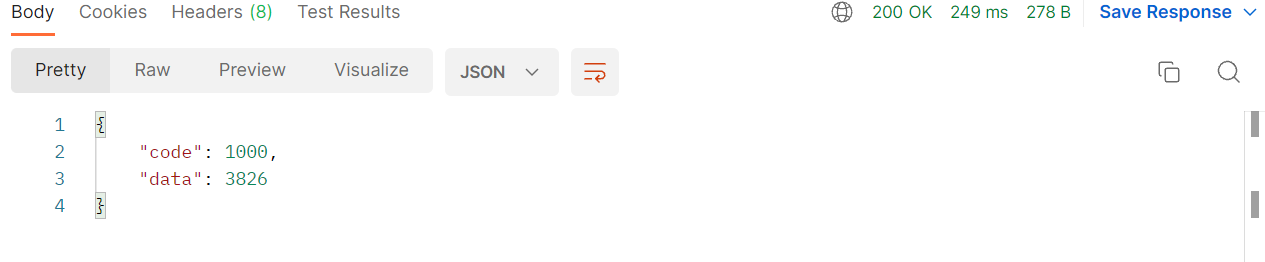 Body Cookies Headers (8) Test Results 200 OK 249 ms 278 B Save Response
Pretty Raw Preview Visualize JSON
1 {
2 "code": 1000,
3 "data": 3826
4 }